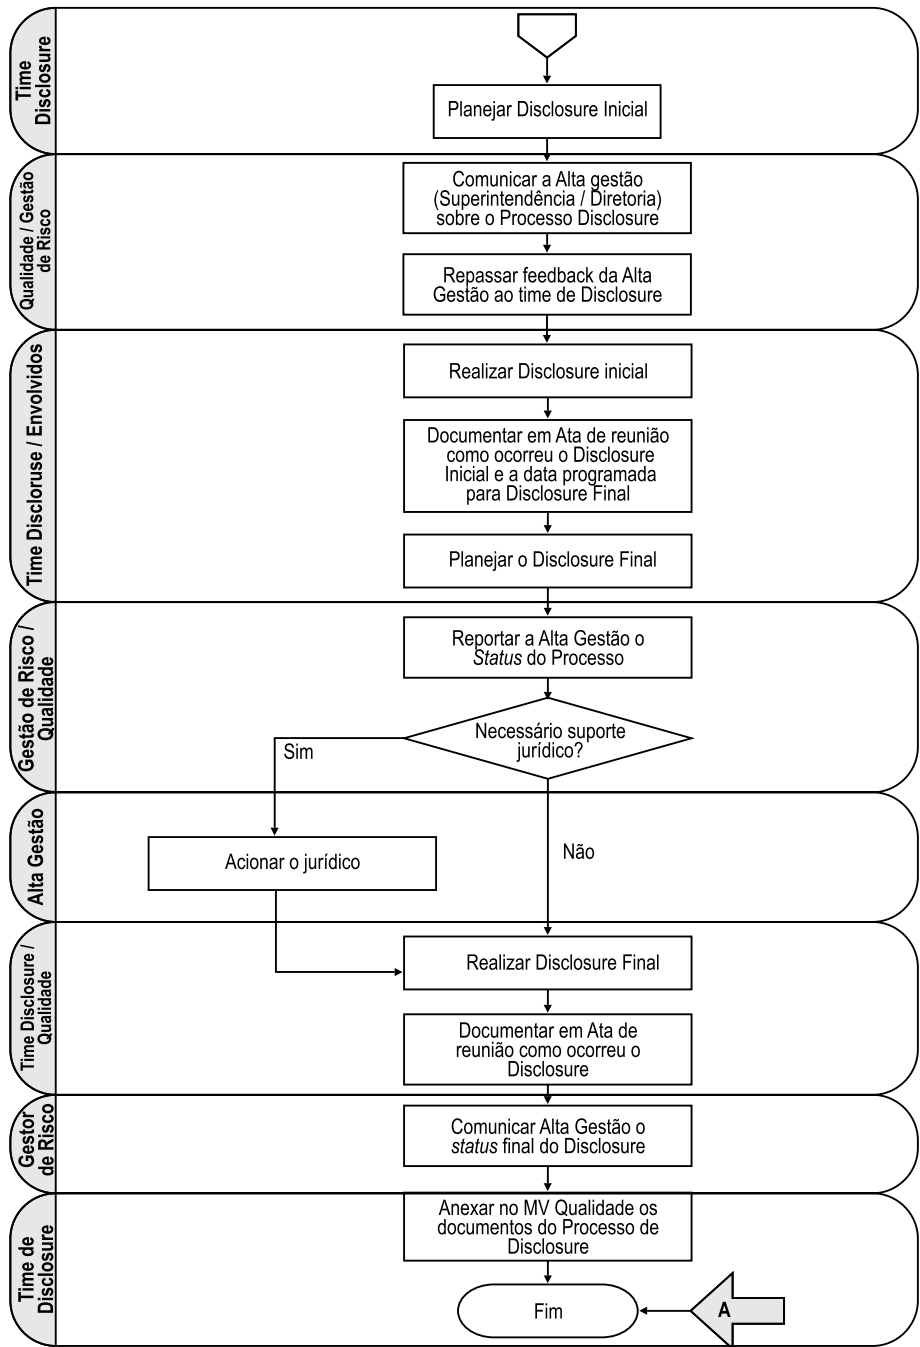 Time
Disclosure
Planejar Disclosure Inicial
Qualidade / Gestão
de Risco
Comunicar a Alta gestão
(Superintendência / Diretoria)
sobre o Processo Disclosure
Repassar feedback da Alta
Gestão ao time de Disclosure
Time Discloruse / Envolvidos
Realizar Disclosure inicial
Documentar em Ata de reunião
como ocorreu o Disclosure
Inicial e a data programada
para Disclosure Final
Planejar o Disclosure Final
Gestão de Risco /
Qualidade
Reportar a Alta Gestão o
Status do Processo
Necessário suporte
jurídico?
Sim
Alta Gestão
Acionar o jurídico
Não
Time Disclosure /
Qualidade
Realizar Disclosure Final
Documentar em Ata de
reunião como ocorreu o
Disclosure
Gestor
de Risco
Comunicar Alta Gestão o
status final do Disclosure
Time de
Disclosure
Anexar no MV Qualidade os
documentos do Processo de
Disclosure
Fim
A